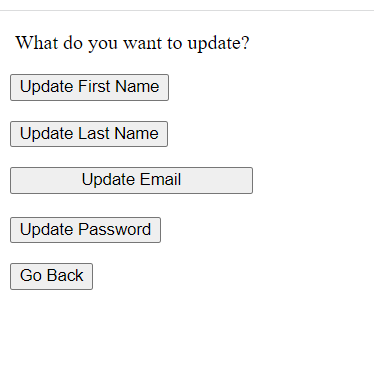 What do you want to update?
Update First Name
Update Last Name
Update Email
Update Password
Go Back